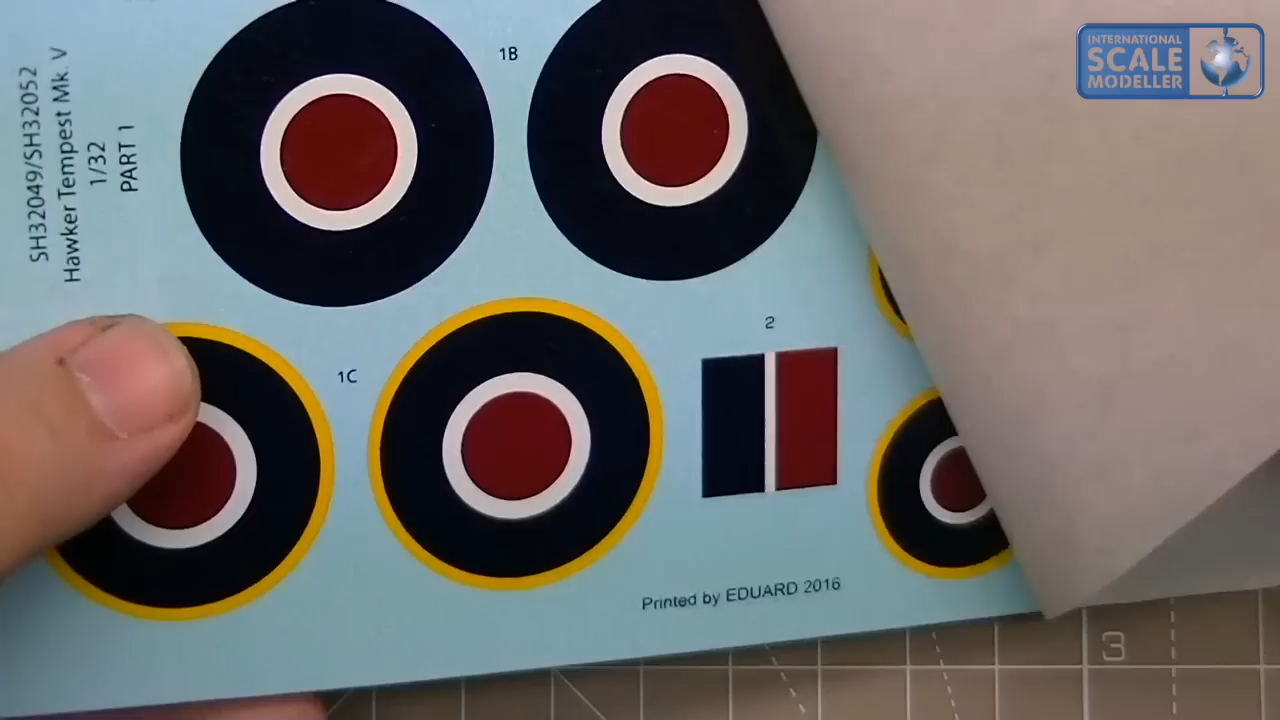 SH32049/SH32052
Hawker Tempest Mk. V
1/32
PART 1
1B
1C
2
Printed by EDUARD 2016
3
INTERNATIONAL
SCALE
MODELLER